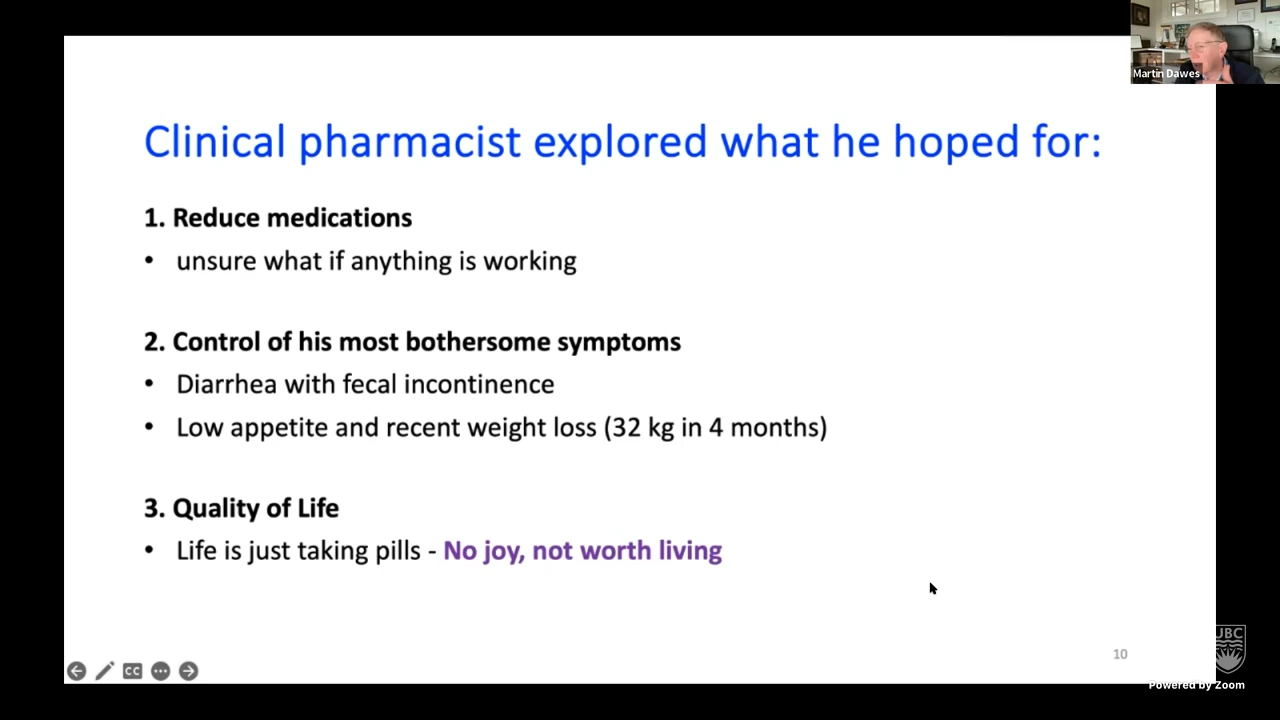 Martin Dawes
Clinical pharmacist explored what he hoped for:
1. Reduce medications
• unsure what if anything is working
2. Control of his most bothersome symptoms
• Diarrhea with fecal incontinence
• Low appetite and recent weight loss (32 kg in 4 months)
3. Quality of Life
• Life is just taking pills - No joy, not worth living
10
UBC
CC
Powered by Zoom